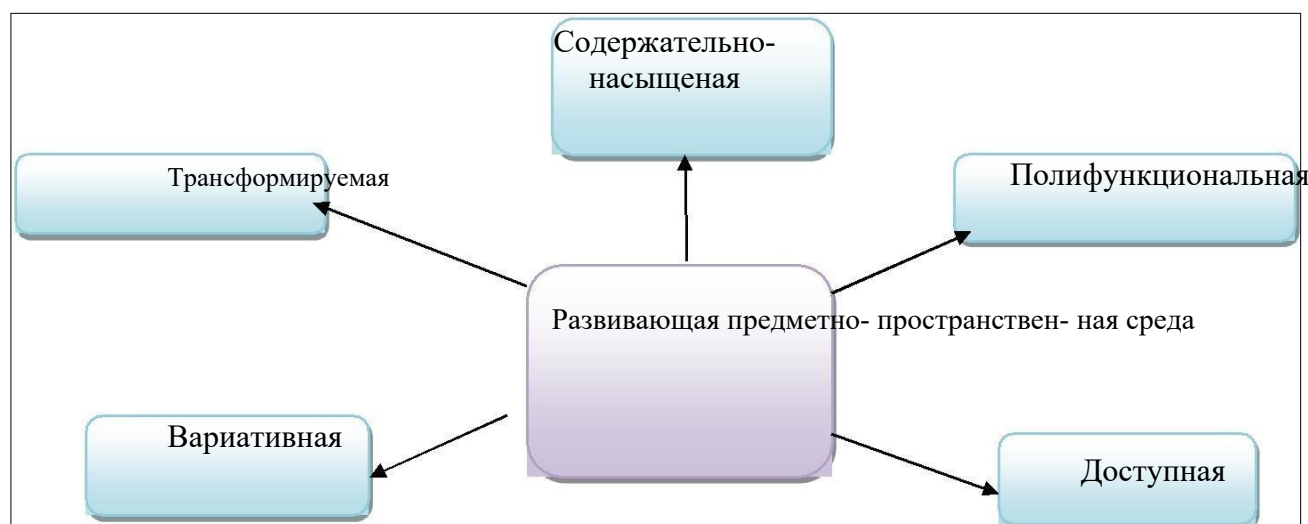 Содержательно-
насыщеная
Трансформируемая
Полифункциональная
Развивающая предметно- пространствен- ная среда
Вариативная
Доступная